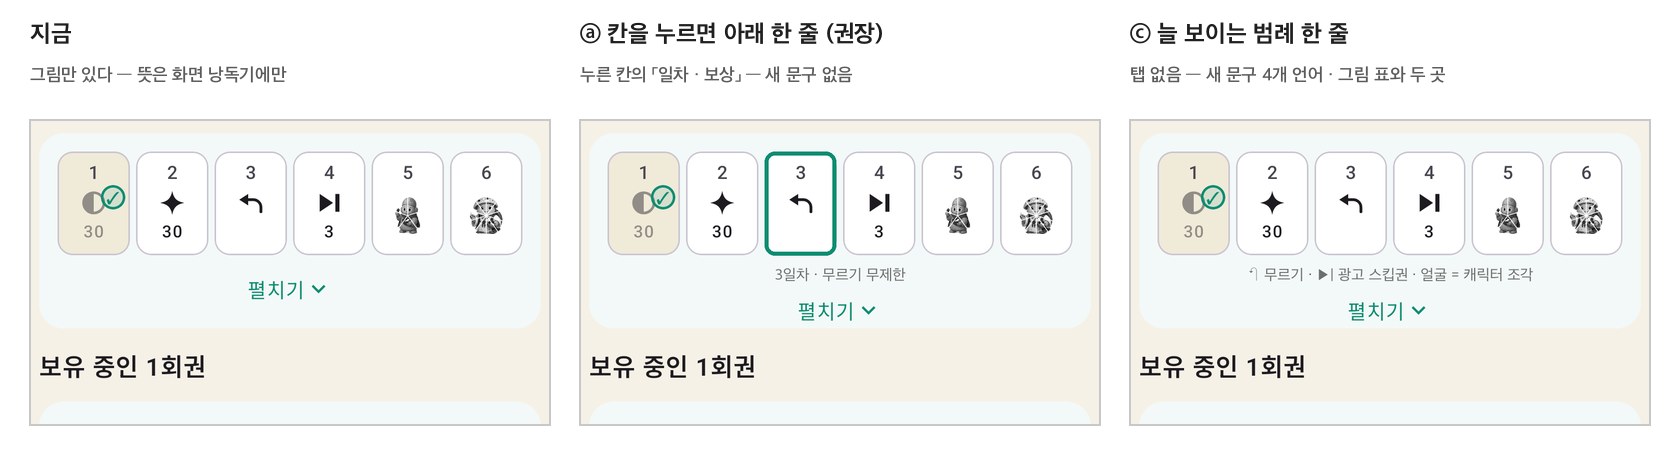 지금
그림만 있다 — 뜻은 화면 낭독기에만
1 2 3 4 5 6
30 30 3
펼치기
보유 중인 1회권
ⓐ 칸을 누르면 아래 한 줄 (권장)
누른 칸의 「일차 · 보상」 — 새 문구 없음
1 2 3 4 5 6
30 30 3
3일차 · 무르기 무제한
펼치기
보유 중인 1회권
ⓒ 늘 보이는 범례 한 줄
탭 없음 — 새 문구 4개 언어 · 그림 표와 두 곳
1 2 3 4 5 6
30 30 3
무르기 · ▶| 광고 스킵권 · 얼굴 = 캐릭터 조각
펼치기
보유 중인 1회권